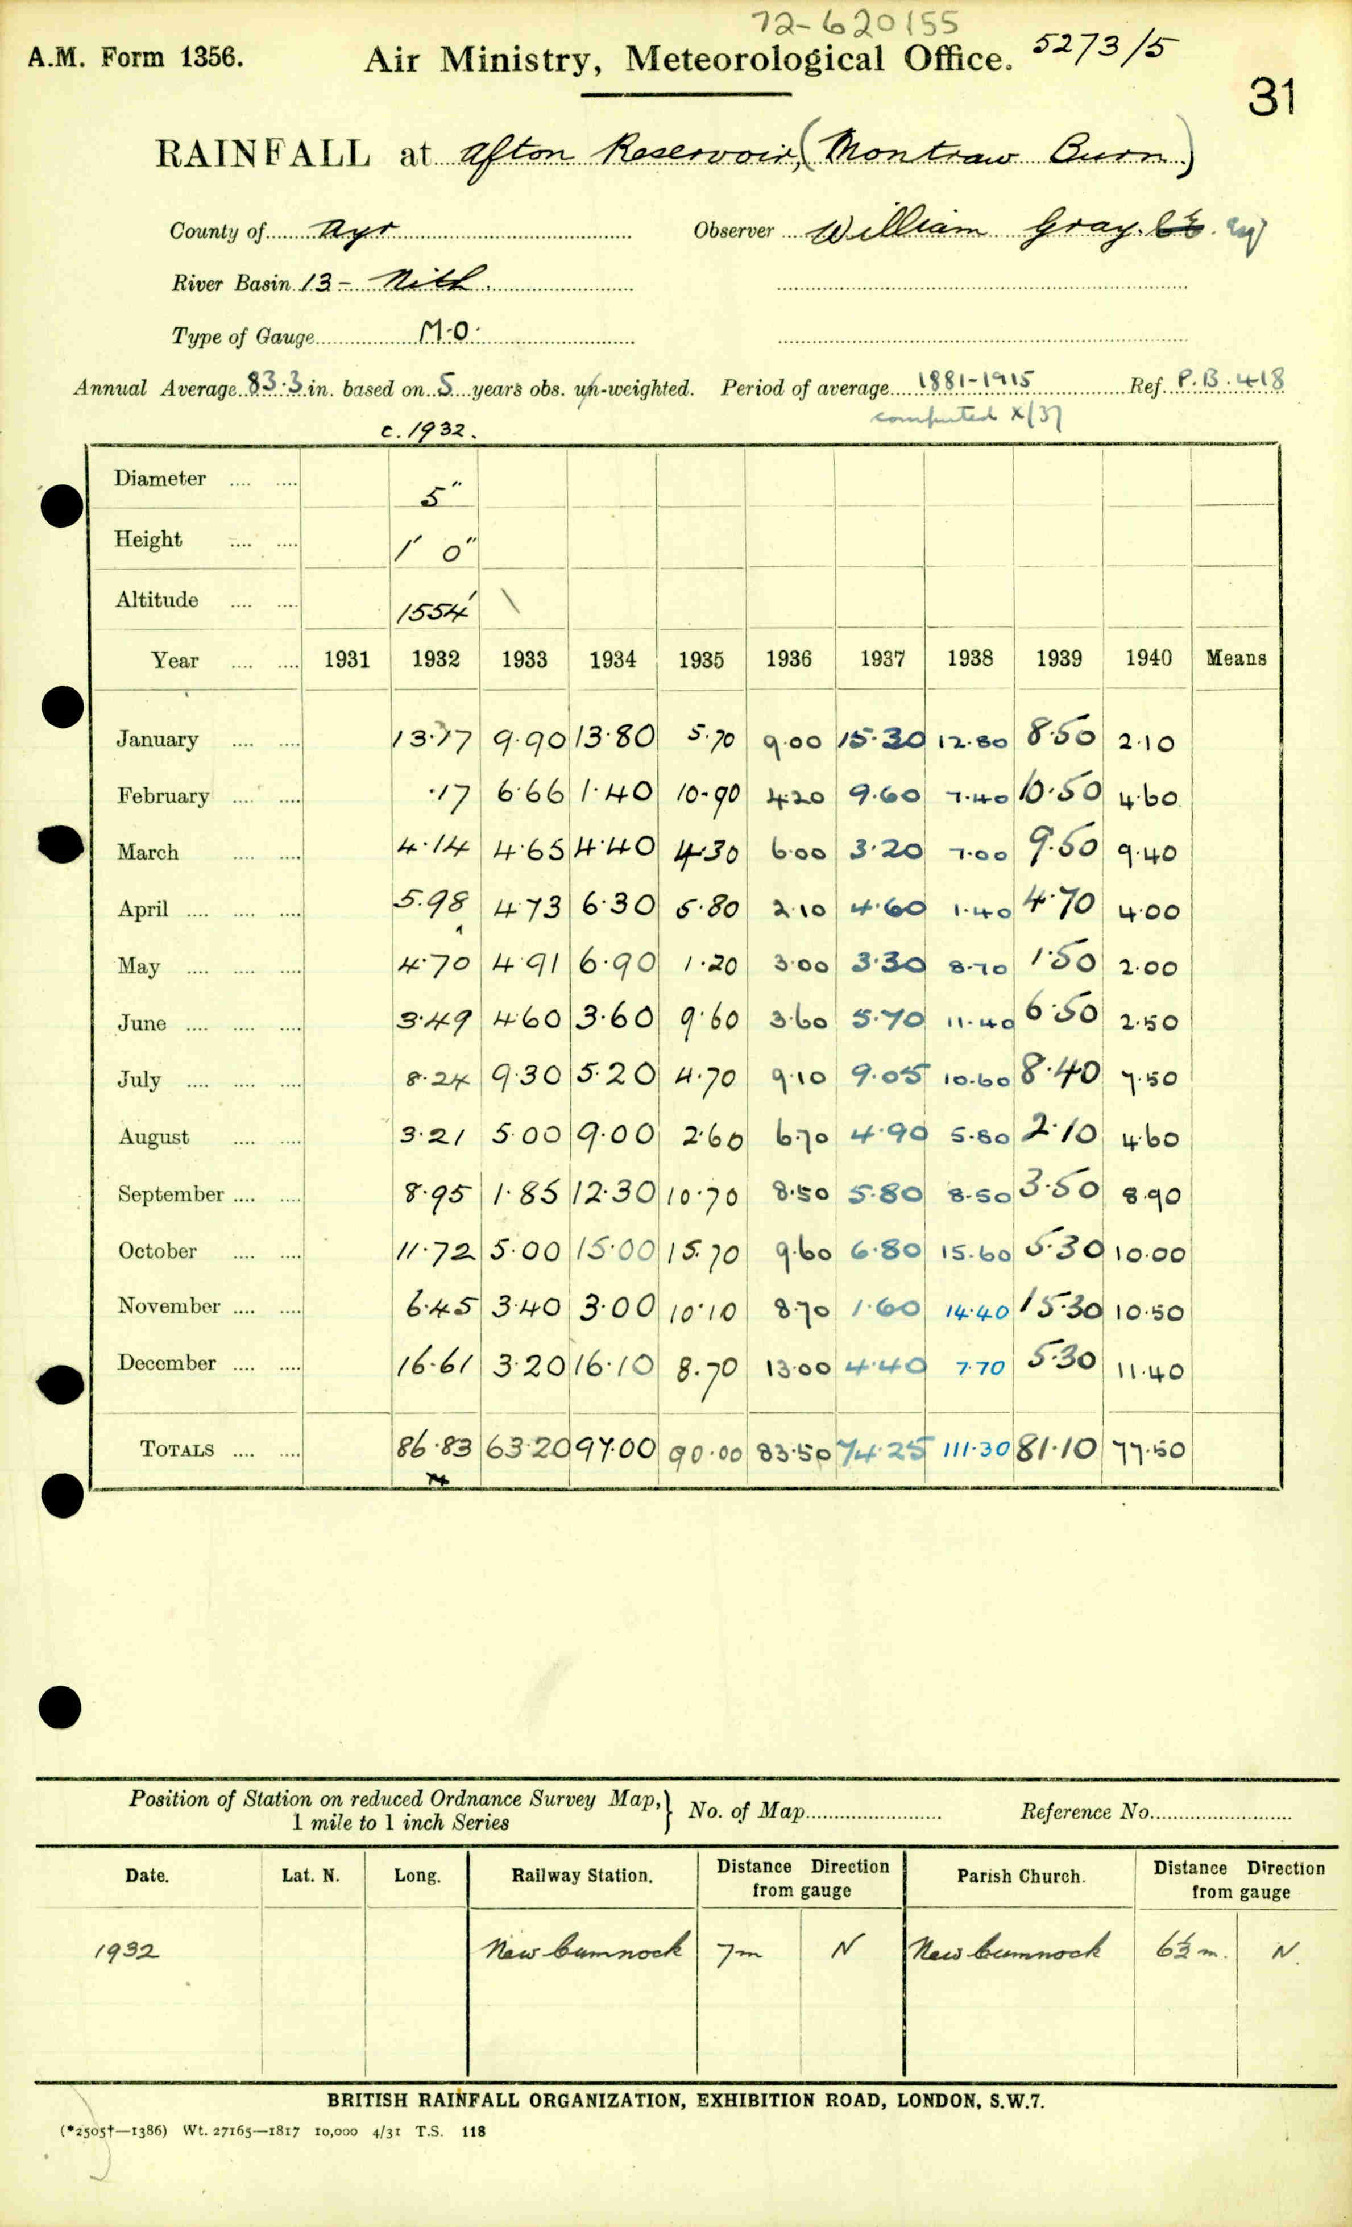 72-620155
A.M. Form 1356. Air Ministry, Meteorological Office. 5273/5
31
RAINFALL at Afton Reservoir, (Montraw Burn.)
County of Ayr Observer William Gray. CE. Esq
River Basin 13 - Nith.
Type of Gauge M.O.
Annual Average 83.3 in. based on 5 years obs. un-weighted. Period of average 1881-1915 Ref. P.B. 418
computed X/37
c. 1932.
Diameter .... .... 5"
Height .... .... 1' 0"
Altitude .... .... 1554' \
Year .... .... 1931 1932 1933 1934 1935 1936 1937 1938 1939 1940 Means
January .... .... 13.17 9.90 13.80 5.70 9.00 15.30 12.80 8.50 2.10
February .... .... .17 6.66 1.40 10.90 4.20 9.60 7.40 10.50 4.60
March .... .... 4.14 4.65 4.40 4.30 6.00 3.20 7.00 9.50 9.40
April .... .... .... 5.98 4.73 6.30 5.80 2.10 4.60 1.40 4.70 4.00
May .... .... .... 4.70 4.91 6.90 1.20 3.00 3.30 8.70 1.50 2.00
June .... .... .... 3.49 4.60 3.60 9.60 3.60 5.70 11.40 6.50 2.50
July .... .... .... 8.24 9.30 5.20 4.70 9.10 9.05 10.60 8.40 7.50
August .... .... 3.21 5.00 9.00 2.60 6.70 4.90 5.80 2.10 4.60
September .... .... 8.95 1.85 12.30 10.70 8.50 5.80 8.50 3.50 8.90
October .... .... 11.72 5.00 15.00 15.70 9.60 6.80 15.60 5.30 10.00
November .... .... 6.45 3.40 3.00 10.10 8.70 1.60 14.40 15.30 10.50
December .... .... 16.61 3.20 16.10 8.70 13.00 4.40 7.70 5.30 11.40
TOTALS .... .... 86.83 63.20 97.00 90.00 83.50 74.25 111.30 81.10 77.50
Position of Station on reduced Ordnance Survey Map, } No. of Map Reference No.
1 mile to 1 inch Series
Date. Lat. N. Long. Railway Station. Distance Direction from gauge Parish Church. Distance Direction from gauge
1932 New Cumnock 7m N New Cumnock 6½ m. N.
BRITISH RAINFALL ORGANIZATION, EXHIBITION ROAD, LONDON, S.W.7.
(*2505†—1386) Wt. 27165—1817 10,000 4/31 T.S. 118